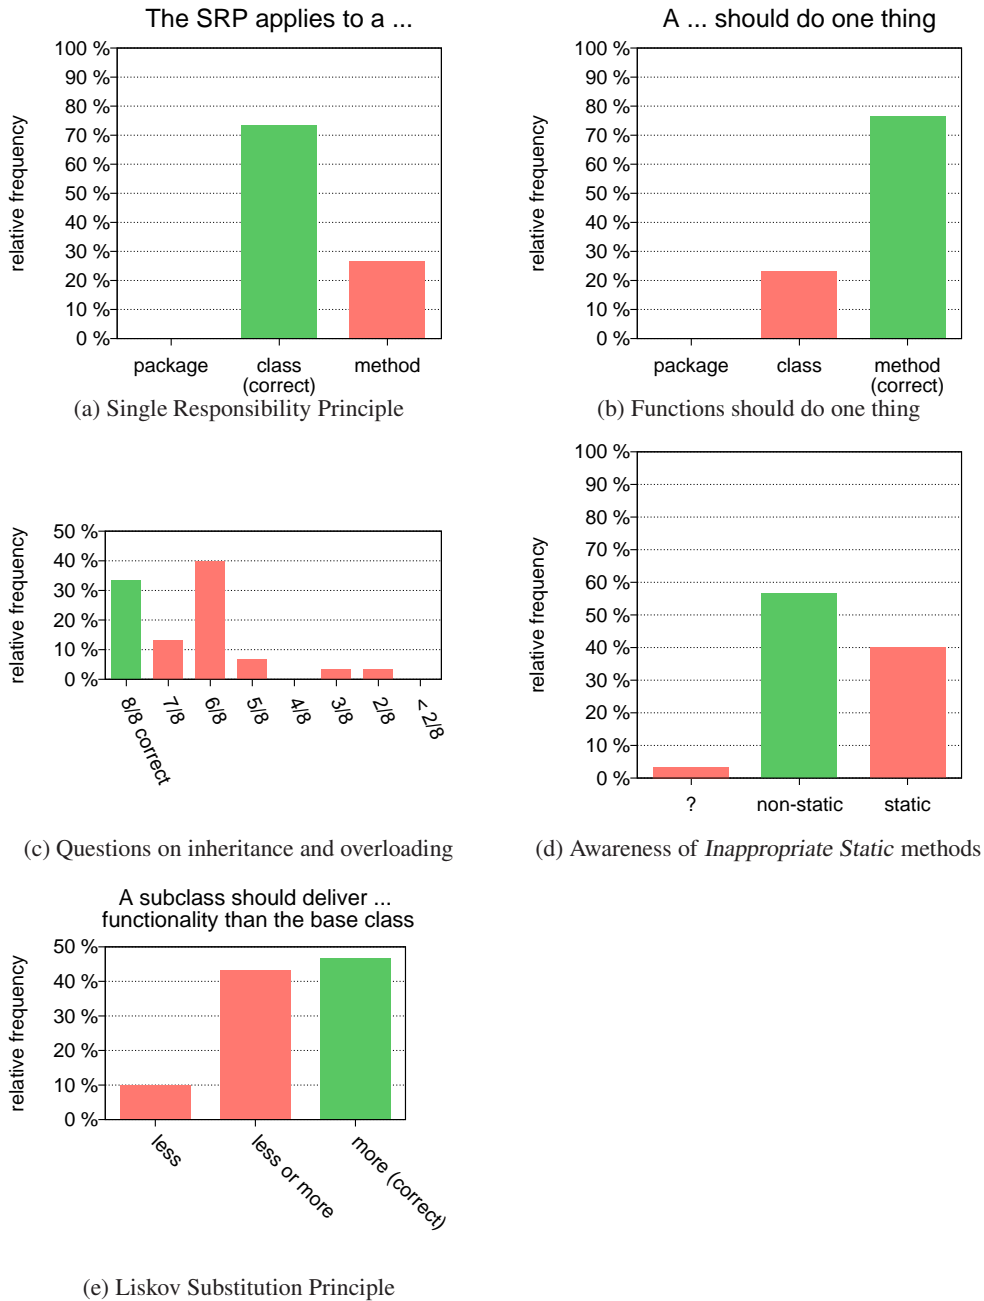 The SRP applies to a ...
relative frequency
100 %
90 %
80 %
70 %
60 %
50 %
40 %
30 %
20 %
10 %
0 %
package
class
(correct)
method
(a) Single Responsibility Principle
A ... should do one thing
relative frequency
100 %
90 %
80 %
70 %
60 %
50 %
40 %
30 %
20 %
10 %
0 %
package
class
method
(correct)
(b) Functions should do one thing
relative frequency
50 %
40 %
30 %
20 %
10 %
0 %
8/8 correct
7/8
6/8
5/8
4/8
3/8
2/8
< 2/8
(c) Questions on inheritance and overloading
relative frequency
100 %
90 %
80 %
70 %
60 %
50 %
40 %
30 %
20 %
10 %
0 %
?
non-static
static
(d) Awareness of Inappropriate Static methods
A subclass should deliver ...
functionality than the base class
relative frequency
50 %
40 %
30 %
20 %
10 %
0 %
less
less or more
more (correct)
(e) Liskov Substitution Principle